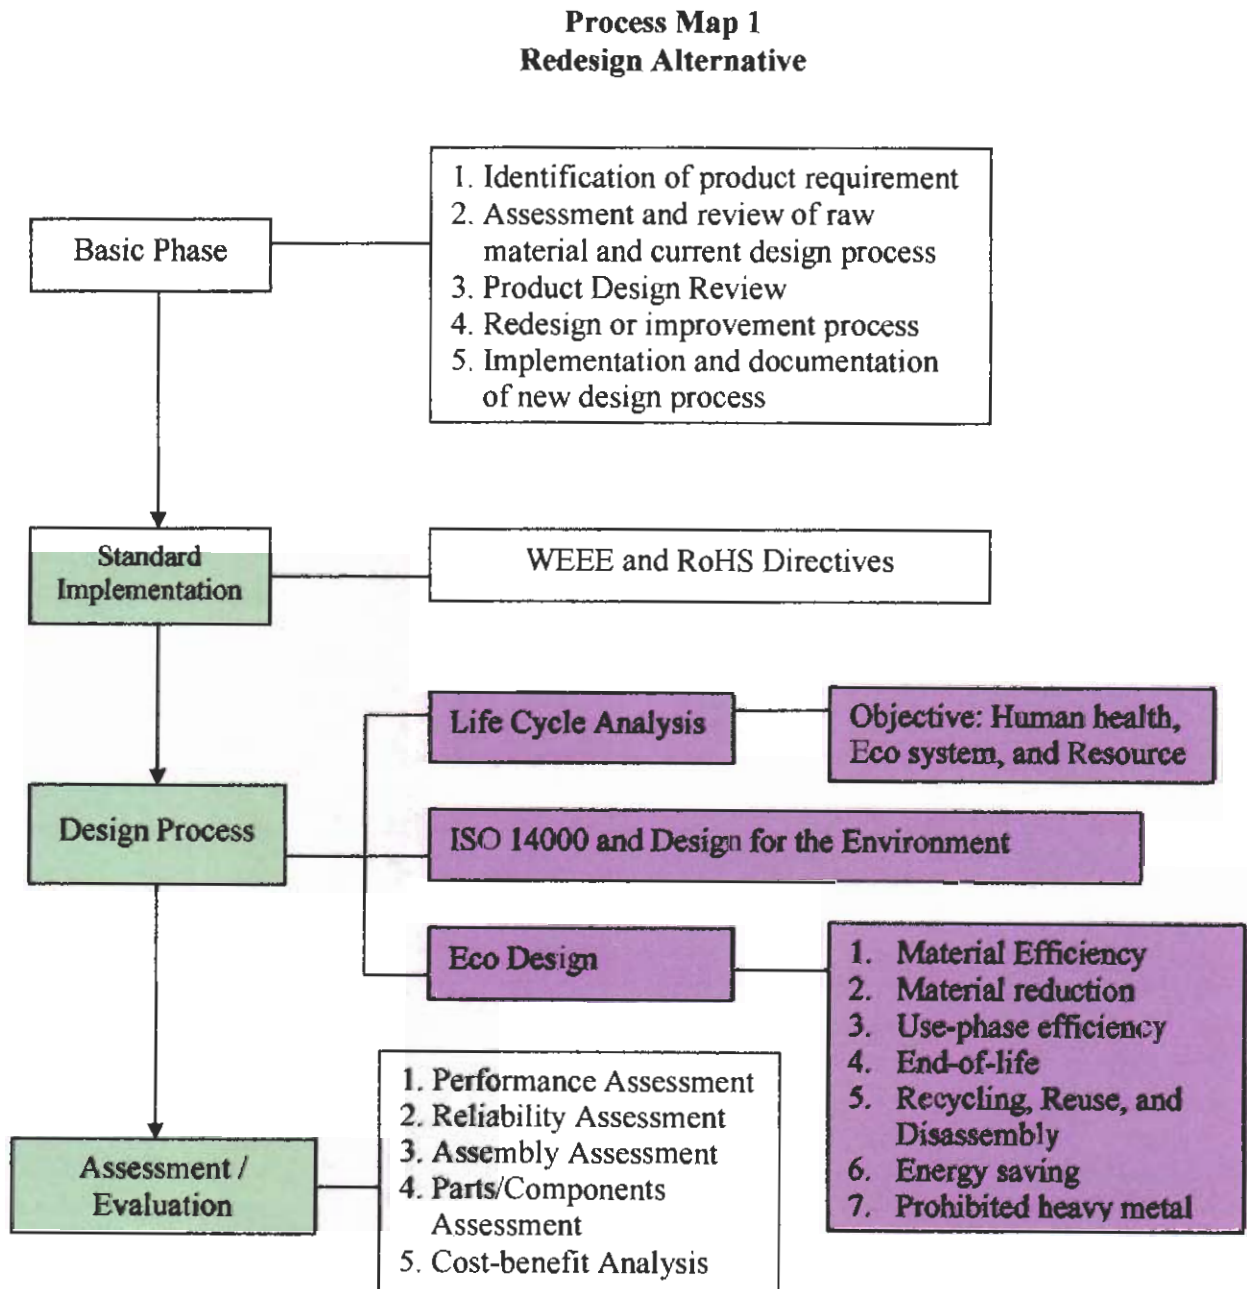 Process Map 1
Redesign Alternative
Basic Phase
1. Identification of product requirement
2. Assessment and review of raw
material and current design process
3. Product Design Review
4. Redesign or improvement process
5. Implementation and documentation
of new design process
Standard
Implementation
WEEE and RoHS Directives
Design Process
Life Cycle Analysis
Objective: Human health,
Eco system, and Resource
ISO 14000 and Design for the Environment
Eco Design
1. Material Efficiency
2. Material reduction
3. Use-phase efficiency
4. End-of-life
5. Recycling, Reuse, and
Disassembly
6. Energy saving
7. Prohibited heavy metal
Assessment /
Evaluation
1. Performance Assessment
2. Reliability Assessment
3. Assembly Assessment
4. Parts/Components
Assessment
5. Cost-benefit Analysis